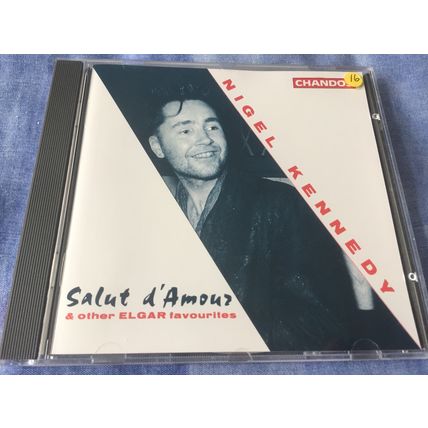 CHANDOS
16
NIGEL KENNEDY
Salut d'Amour
& other ELGAR favourites